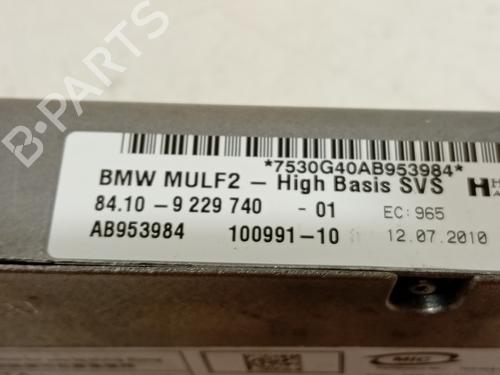 B-PARTS
*7530G40AB953984*
BMW MULF2 - High Basis SVS
84.10-9 229 740 -01 EC: 965
AB953984 100991-10 12.07.2010
MIC